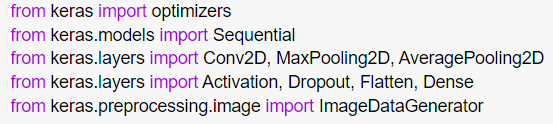 from keras import optimizers
from keras.models import Sequential
from keras.layers import Conv2D, MaxPooling2D, AveragePooling2D
from keras.layers import Activation, Dropout, Flatten, Dense
from keras.preprocessing.image import ImageDataGenerator